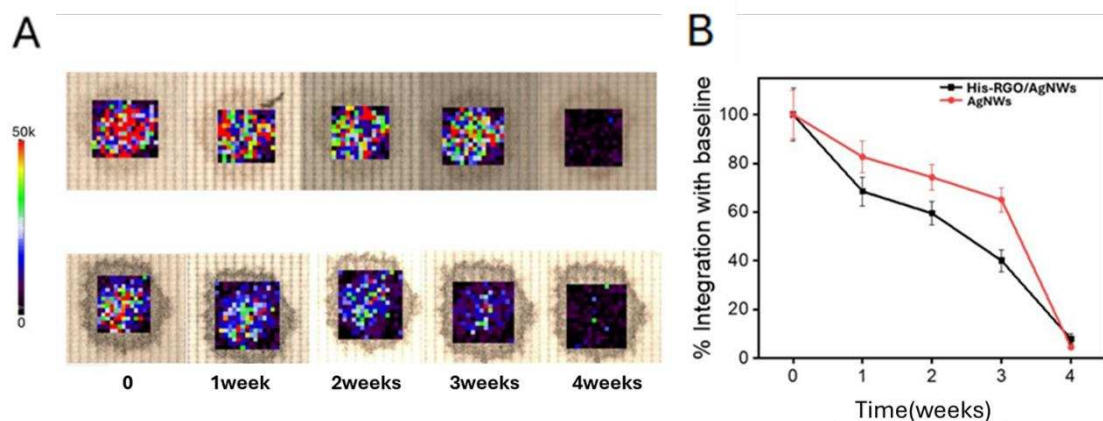 A
50k
0
0
1week
2weeks
3weeks
4weeks
B
% Integration with baseline
100
80
60
40
20
0
His-RGO/AgNWs
AgNWs
0
1
2
3
4
Time(weeks)